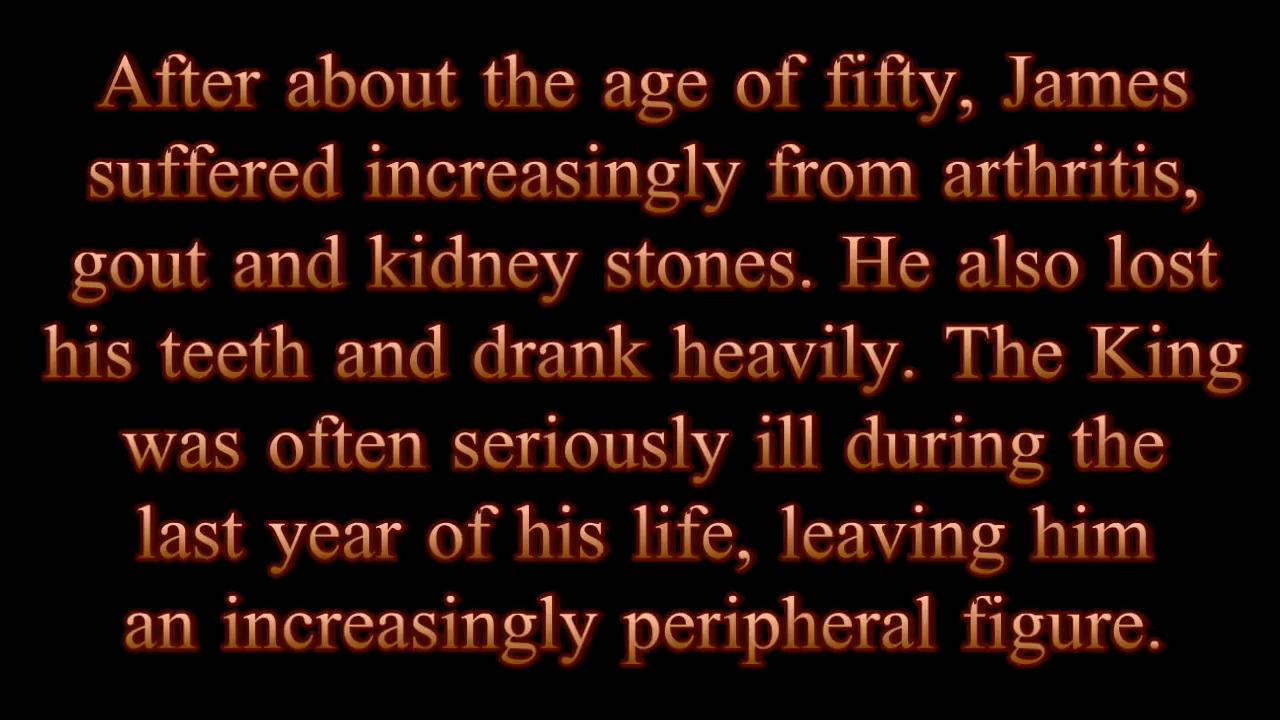 After about the age of fifty, James
suffered increasingly from arthritis,
gout and kidney stones. He also lost
his teeth and drank heavily. The King
was often seriously ill during the
last year of his life, leaving him
an increasingly peripheral figure.